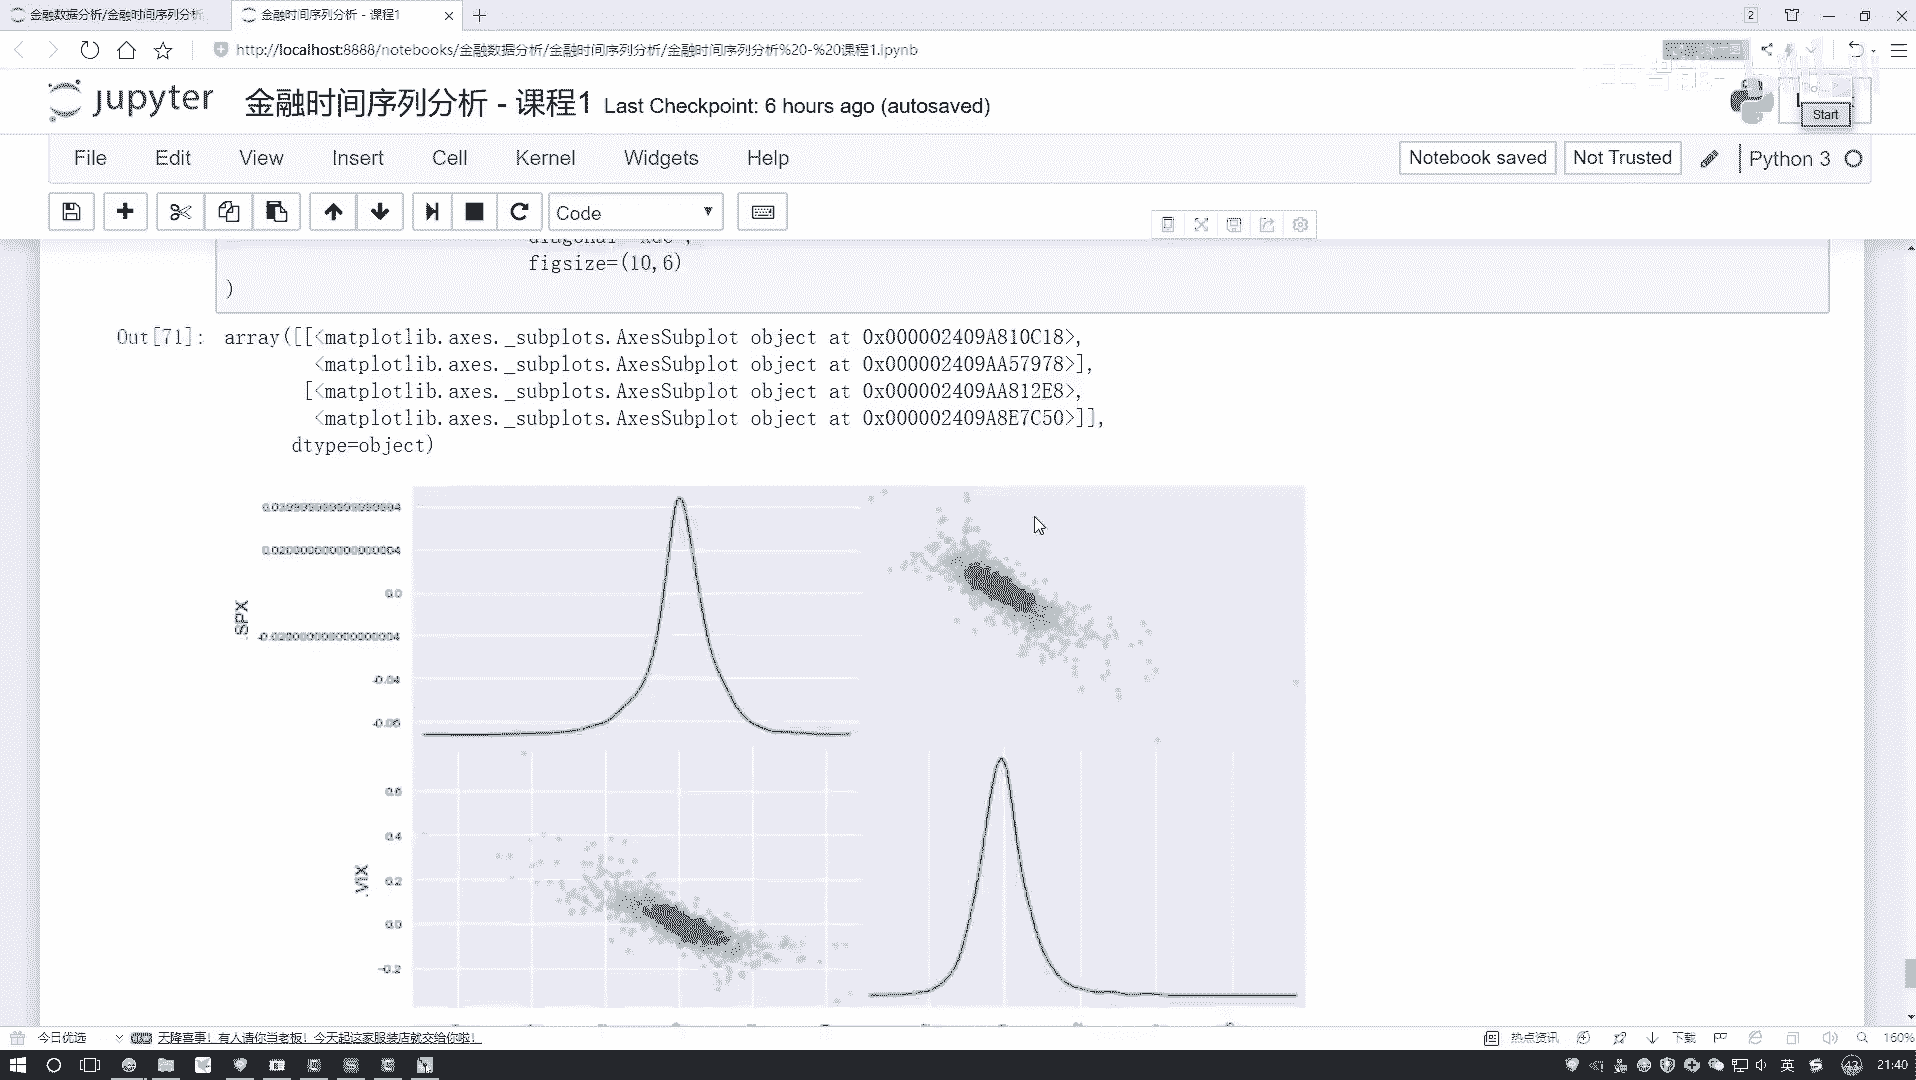 金融数据分析/金融时间序列分析
金融时间序列分析 - 课程1
2
http://localhost:8888/notebooks/金融数据分析/金融时间序列分析/金融时间序列分析%20-%20课程1.ipynb
jupyter
金融时间序列分析 - 课程1 Last Checkpoint: 6 hours ago (autosaved)
Start
File Edit View Insert Cell Kernel Widgets Help
Notebook saved Not Trusted Python 3
Code
figsize=(10,6)
)
Out[71]: array([[<matplotlib.axes._subplots.AxesSubplot object at 0x000002409A810C18>,
<matplotlib.axes._subplots.AxesSubplot object at 0x000002409AA57978>],
[<matplotlib.axes._subplots.AxesSubplot object at 0x000002409AA812E8>,
<matplotlib.axes._subplots.AxesSubplot object at 0x000002409A8E7C50>]],
dtype=object)
0.0
.SPX
-0.04
-0.06
0.6
0.4
.VIX
0.2
0.0
-0.2
今日优选
天降喜事! 有人请你当老板! 今天起这家服装店就交给你啦!
热点资讯
下载
160%
英
43
21:40